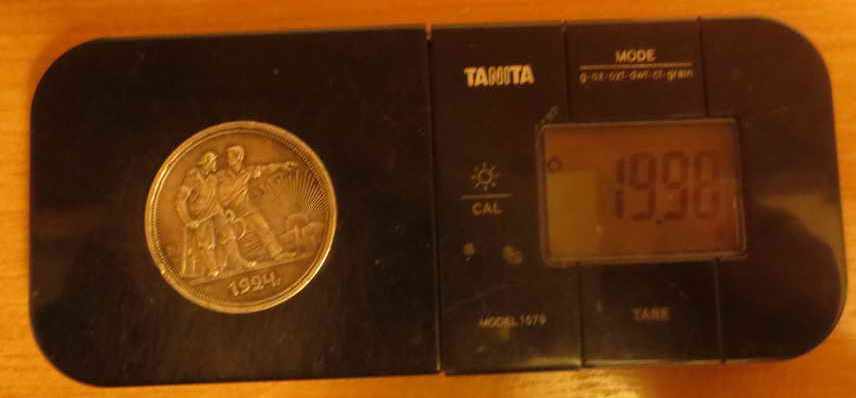 1924.
TANITA
MODE
g-oz-ozt-dwt-ct-grain
19.98
CAL
MODEL 1579
TARE